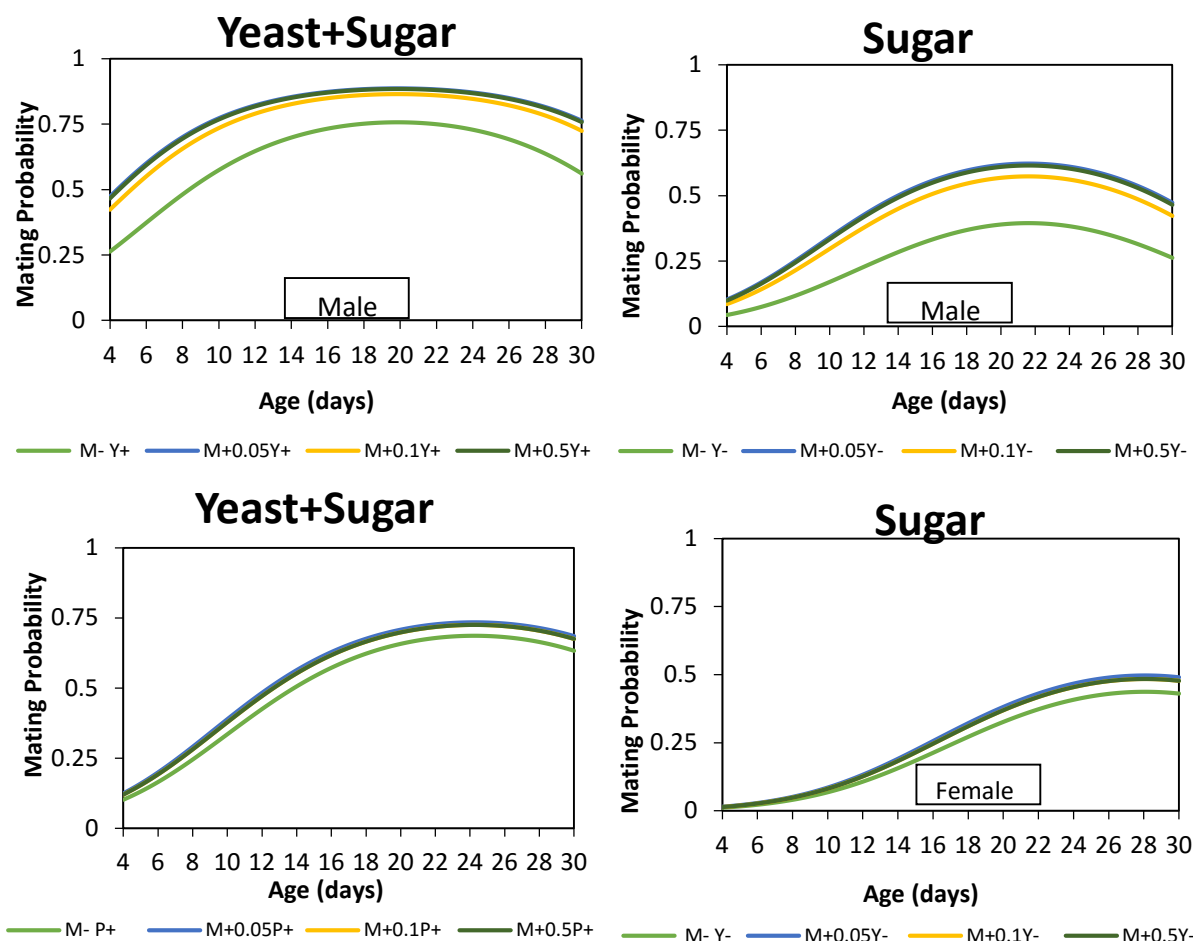 Yeast+Sugar
1
0.75
0.5
0.25
0
Mating Probability
Male
4 6 8 10 12 14 16 18 20 22 24 26 28 30
Age (days)
M- Y+ M+0.05Y+ M+0.1Y+ M+0.5Y+
Sugar
1
0.75
0.5
0.25
0
Mating Probability
Male
4 6 8 10 12 14 16 18 20 22 24 26 28 30
Age (days)
M- Y- M+0.05Y- M+0.1Y- M+0.5Y-
Yeast+Sugar
1
0.75
0.5
0.25
0
Mating Probability
4 6 8 10 12 14 16 18 20 22 24 26 28 30
Age (days)
M- P+ M+0.05P+ M+0.1P+ M+0.5P+
Sugar
1
0.75
0.5
0.25
0
Mating Probability
Female
4 6 8 10 12 14 16 18 20 22 24 26 28 30
Age (days)
M- Y- M+0.05Y- M+0.1Y- M+0.5Y-